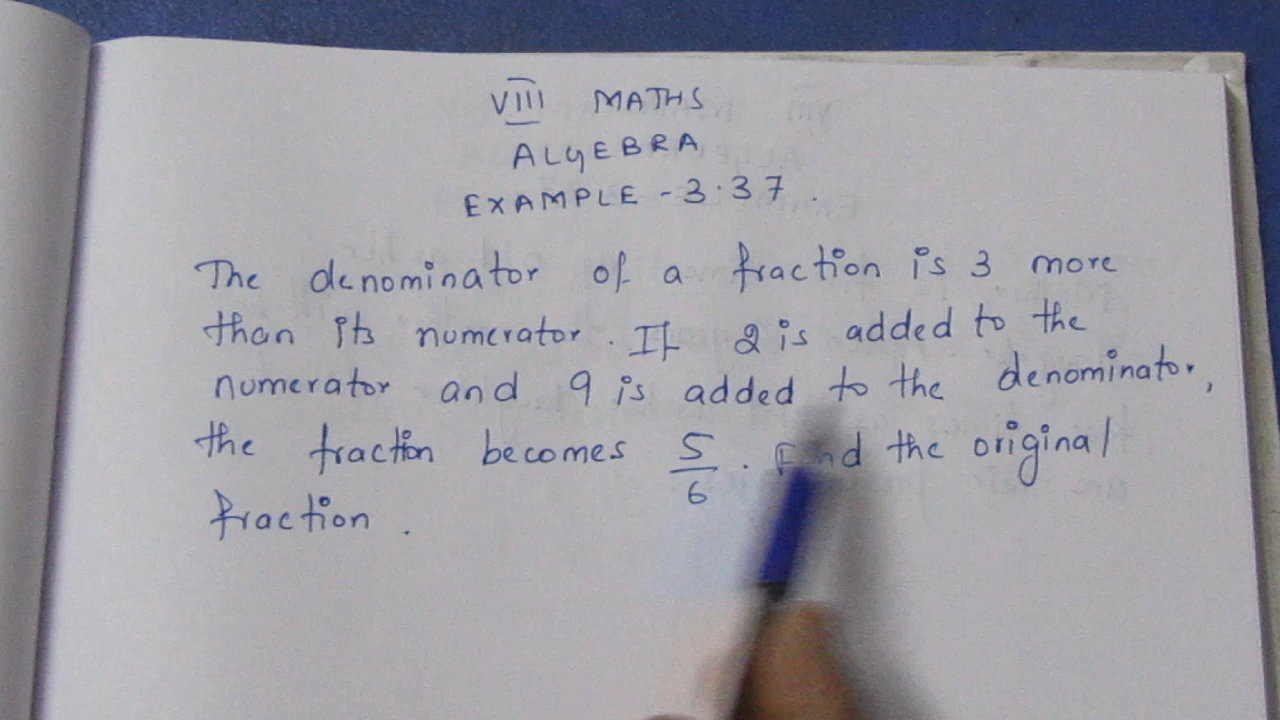 VIII MATHS
ALGEBRA
EXAMPLE - 3.37.
The denominator of a fraction is 3 more
than its numerator. If 2 is added to the
numerator and 9 is added to the denominator,
the fraction becomes 5/6. Find the original
fraction.